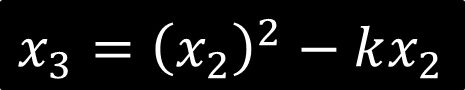 x₃ = (x₂)² − kx₂